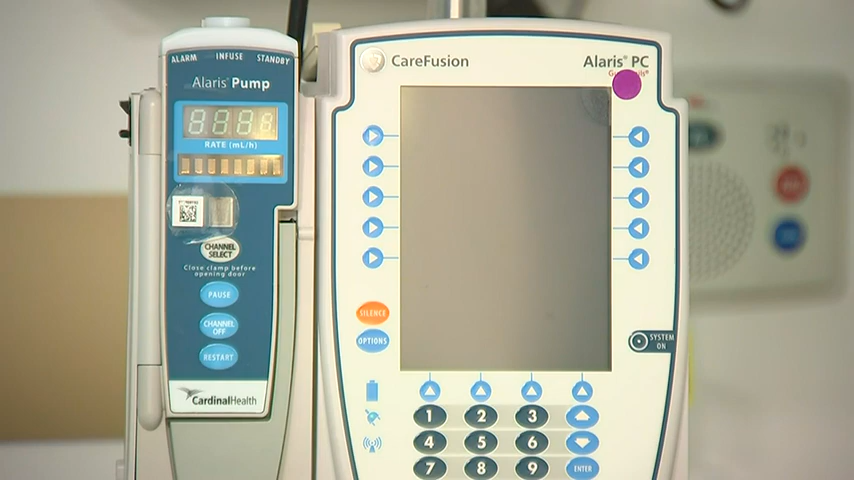 ALARM INFUSE STANDBY
Alaris® Pump
RATE (mL/h)
CHANNEL
SELECT
Close clamp before
opening door
PAUSE
CHANNEL
OFF
RESTART
CardinalHealth
CareFusion
Alaris® PC
SILENCE
OPTIONS
SYSTEM
ON
1 2 3
4 5 6
7 8 9 ENTER